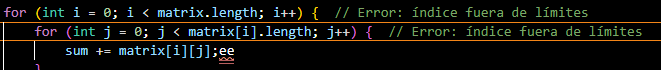 for (int i = 0; i < matrix.length; i++) {  // Error: índice fuera de límites
    for (int j = 0; j < matrix[i].length; j++) {  // Error: índice fuera de límites
        sum += matrix[i][j];ee